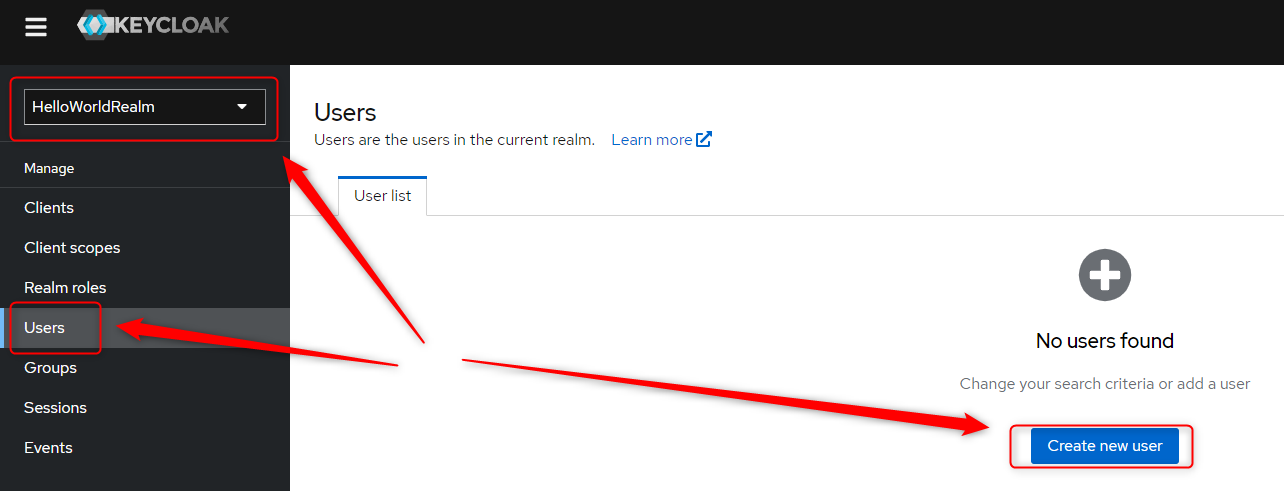 KEYCLOAK
HelloWorldRealm
Manage
Clients
Client scopes
Realm roles
Users
Groups
Sessions
Events
Users
Users are the users in the current realm. Learn more
User list
No users found
Change your search criteria or add a user
Create new user